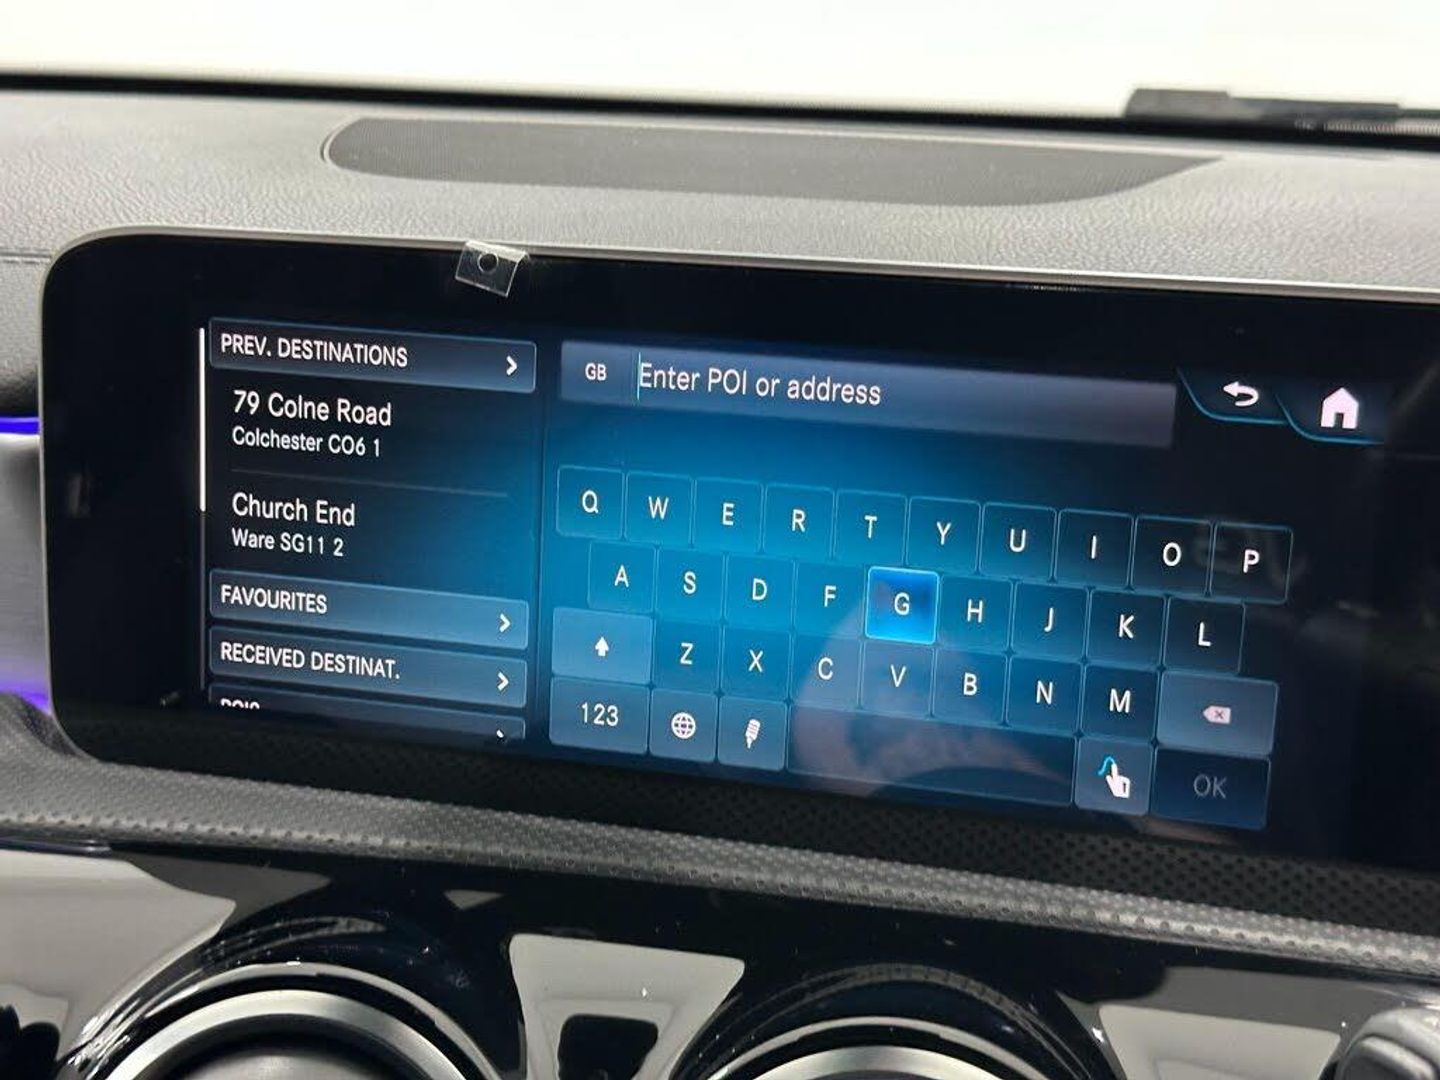 PREV. DESTINATIONS
79 Colne Road
Colchester CO6 1
Church End
Ware SG11 2
FAVOURITES
RECEIVED DESTINAT.
POIS
GB Enter POI or address
Q W E R T Y U I O P
A S D F G H J K L
Z X C V B N M
123 OK